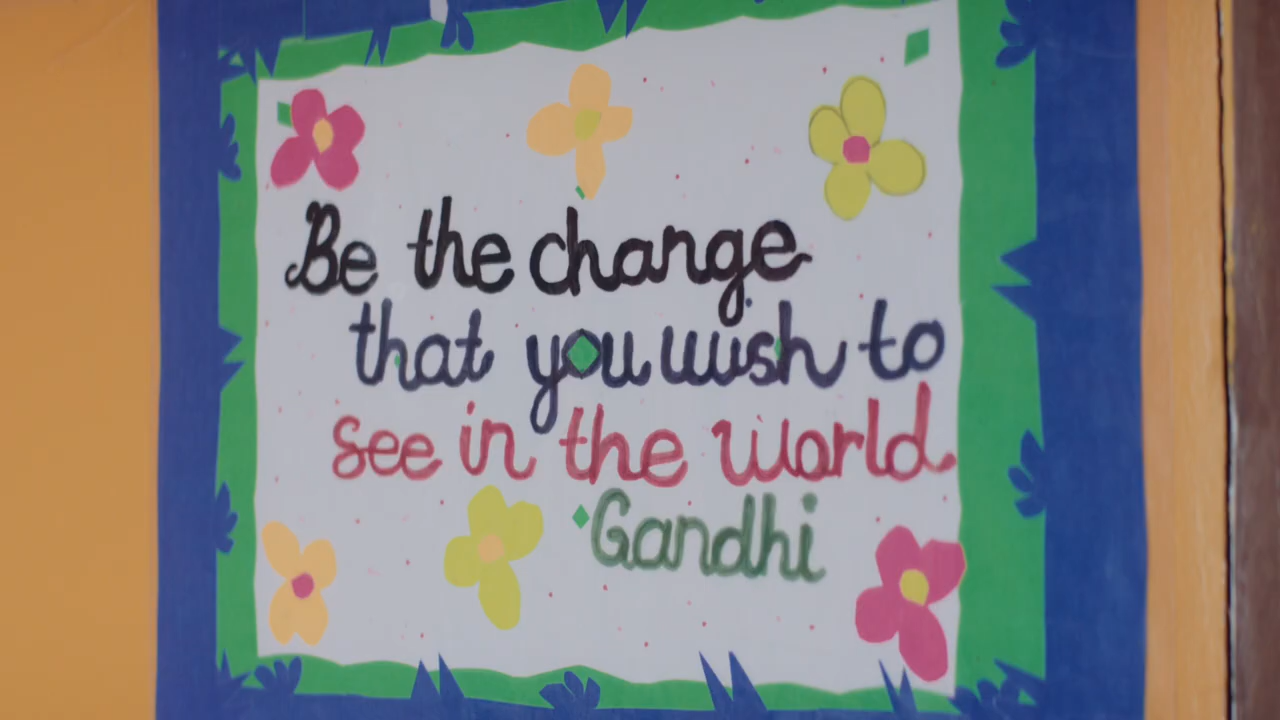 Be the change
that you wish to
see in the world
Gandhi